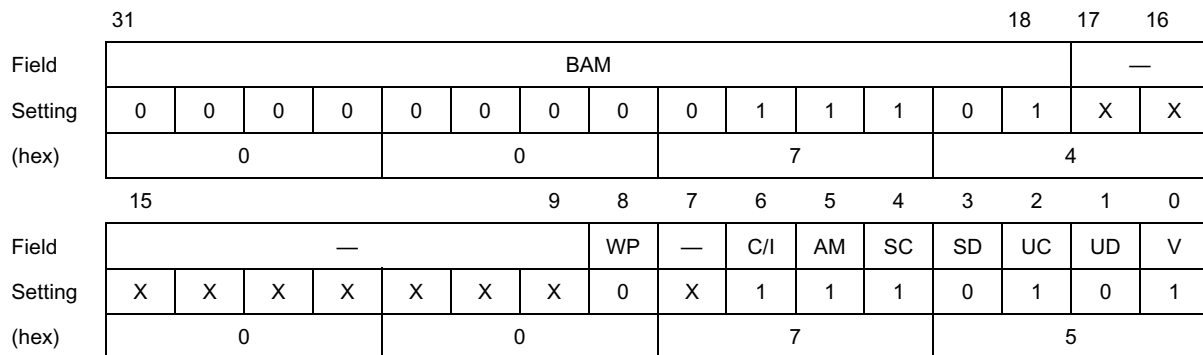 31 18 17 16
Field BAM —
Setting 0 0 0 0 0 0 0 0 0 1 1 1 0 1 X X
(hex) 0 0 7 4
15 9 8 7 6 5 4 3 2 1 0
Field — WP — C/I AM SC SD UC UD V
Setting X X X X X X X 0 X 1 1 1 0 1 0 1
(hex) 0 0 7 5